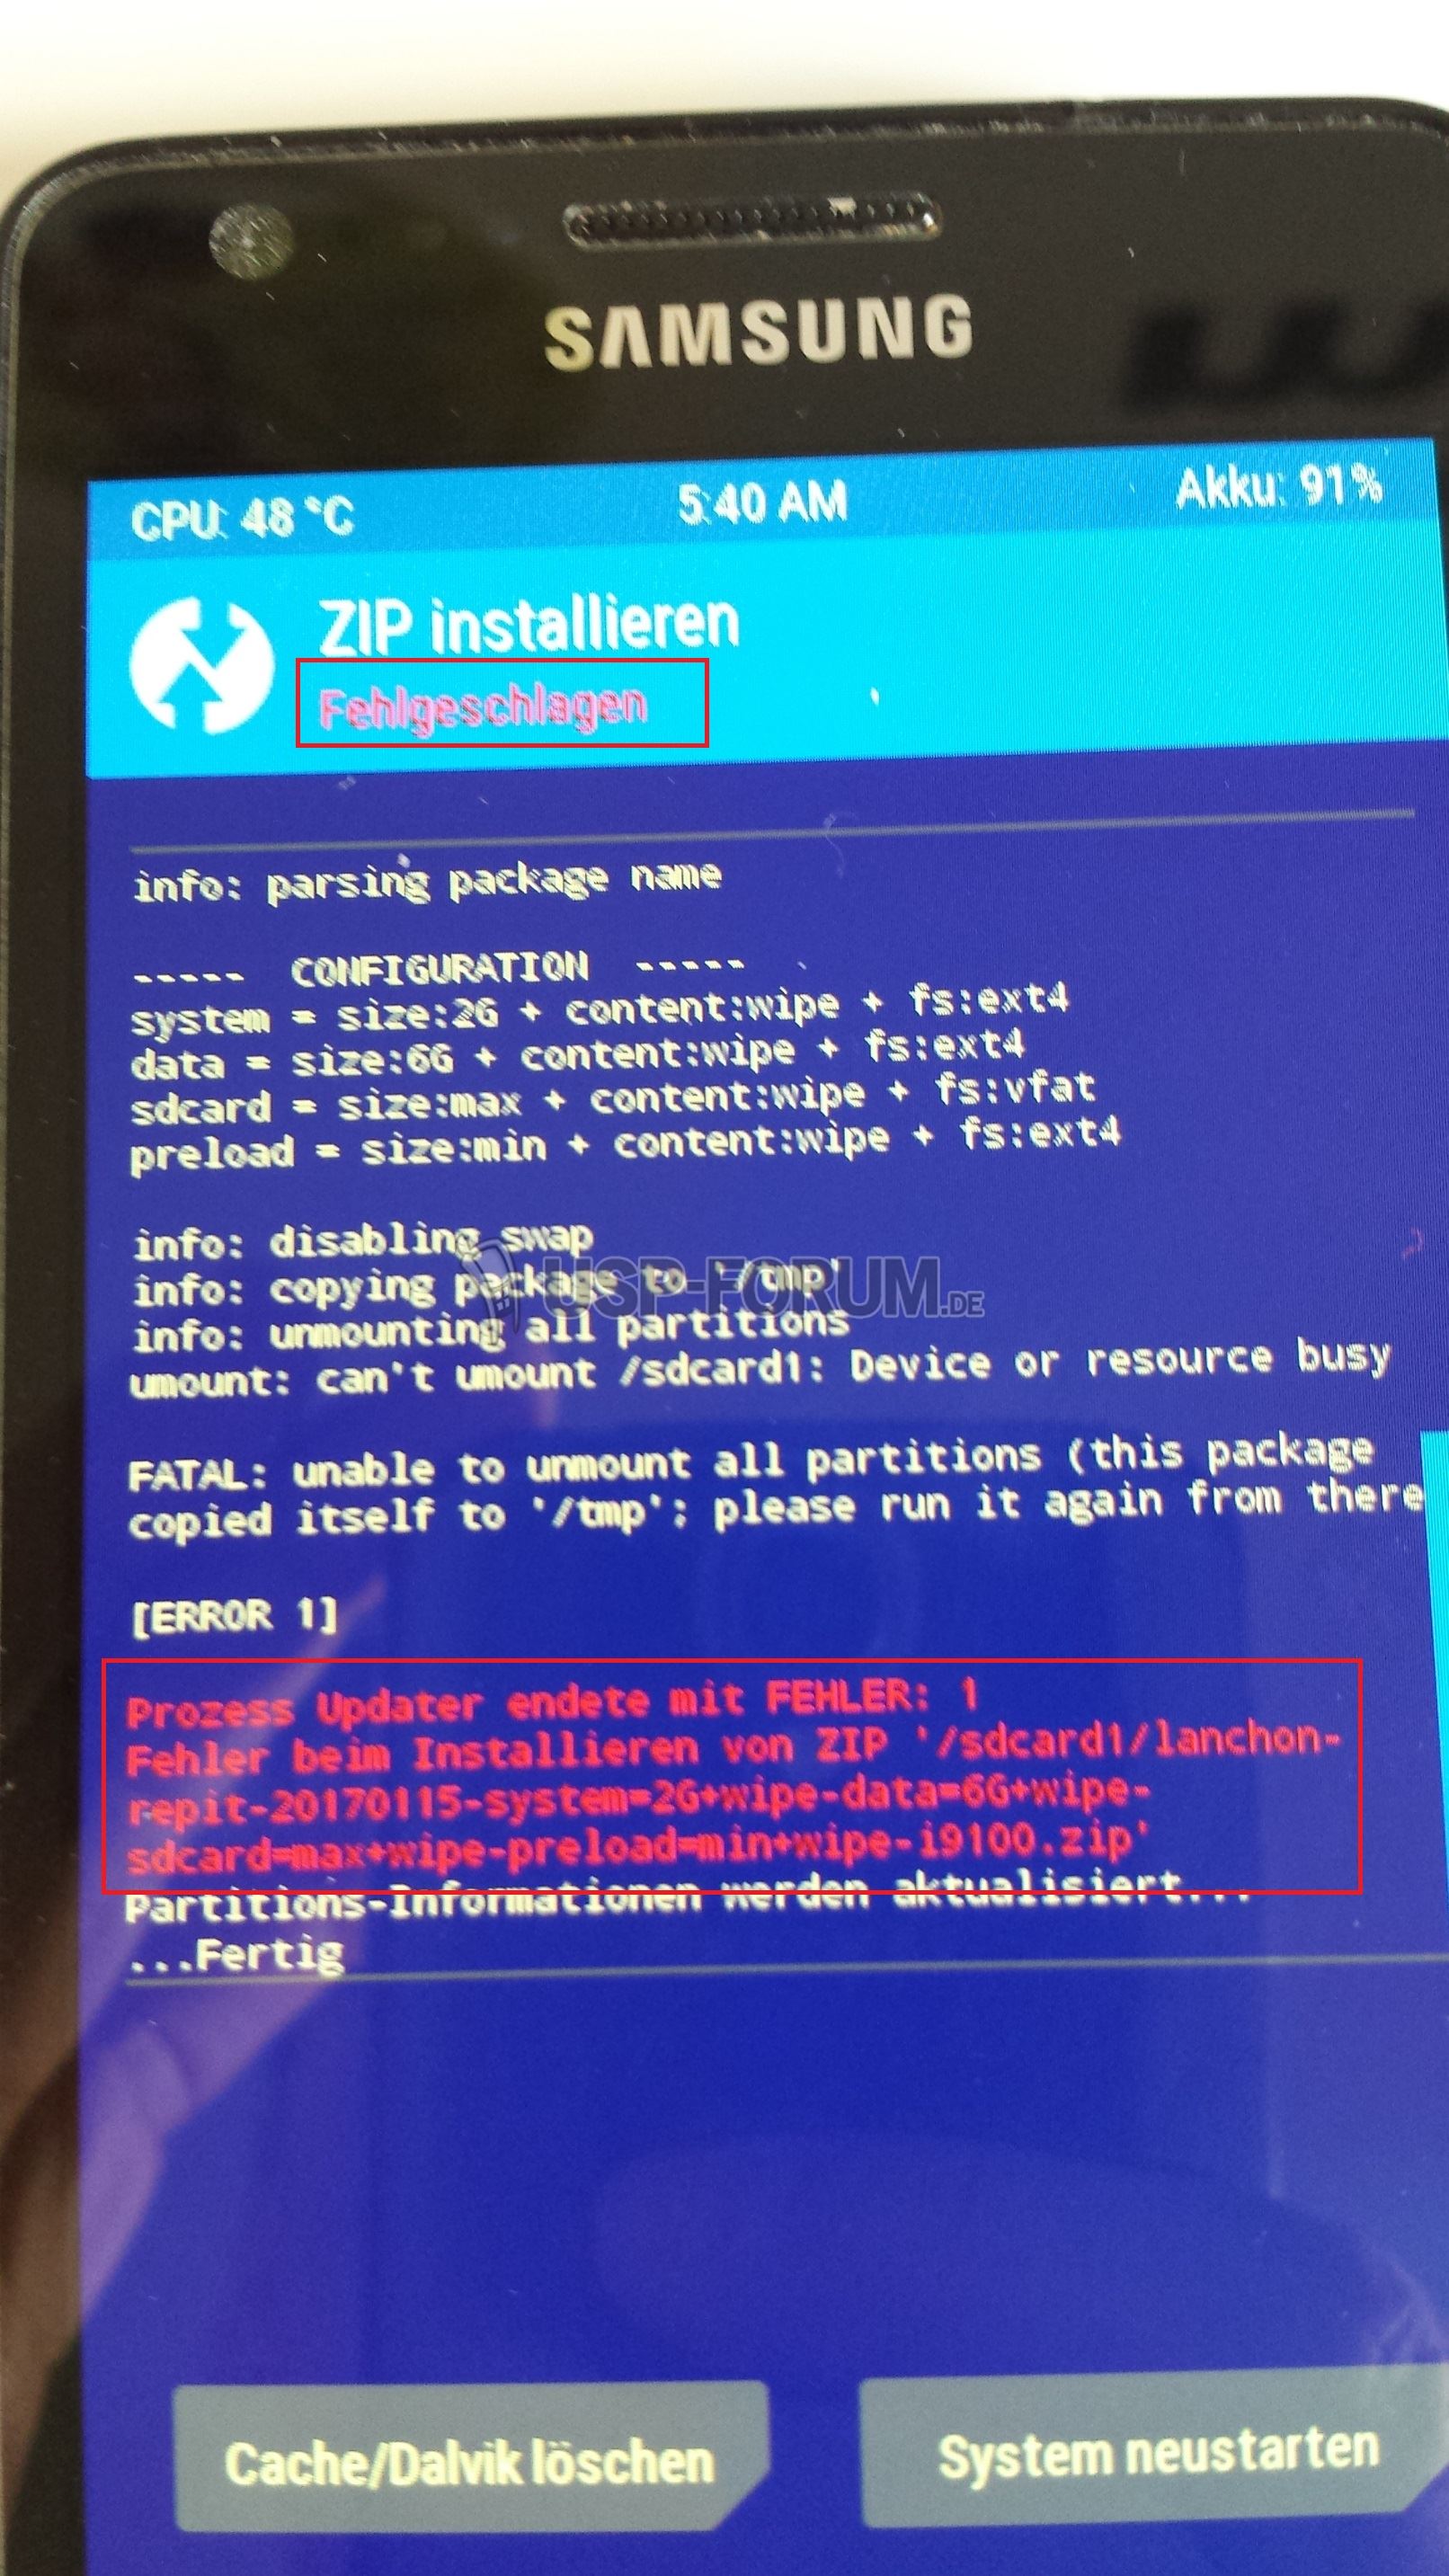 SAMSUNG
CPU: 48 °C 5:40 AM Akku: 91%
ZIP installieren
Fehlgeschlagen
info: parsing package name
----- CONFIGURATION -----
system = size:2G + content:wipe + fs:ext4
data = size:6G + content:wipe + fs:ext4
sdcard = size:max + content:wipe + fs:vfat
preload = size:min + content:wipe + fs:ext4
info: disabling swap
info: copying package to '/tmp'
info: unmounting all partitions
umount: can't umount /sdcard1: Device or resource busy
FATAL: unable to unmount all partitions (this package
copied itself to '/tmp': please run it again from there
[ERROR 1]
Prozess Updater endete mit FEHLER: 1
Fehler beim Installieren von ZIP '/sdcard1/lanchon-
repit-20170115-system=2G+wipe-data=6G+wipe-
sdcard=max+wipe-preload=min+wipe-i9100.zip'
Partitions-Informationen werden aktualisiert...
...Fertig
Cache/Dalvik löschen System neustarten
USP-FORUM.DE